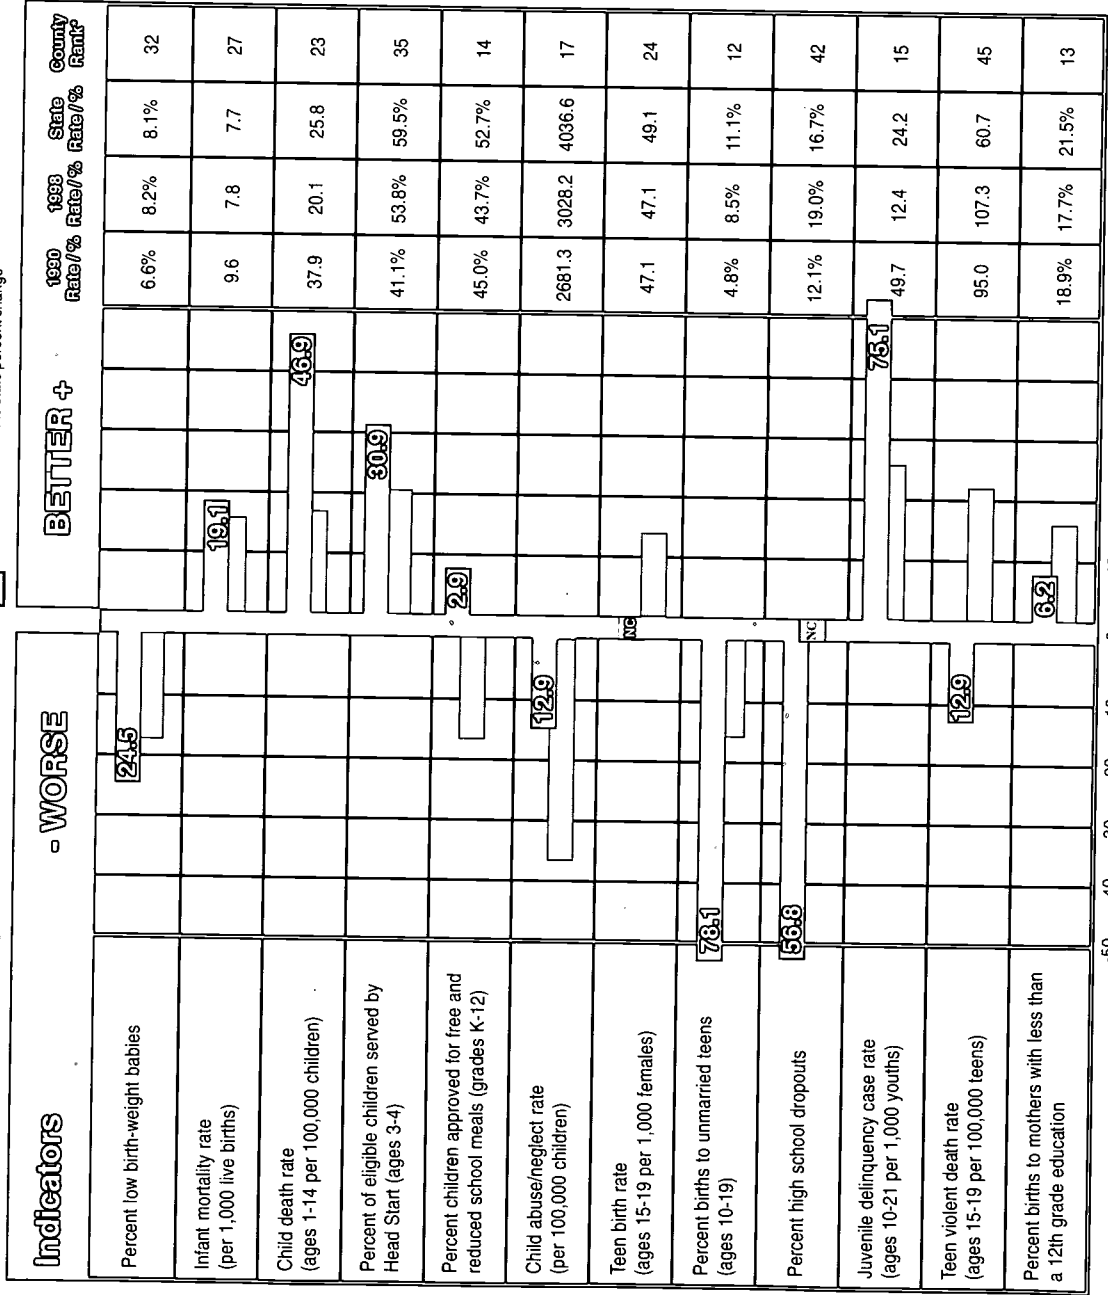 Indicators - WORSE BETTER + 1990 Rate / % 1998 Rate / % State Rate / % County Rank*
Percent low birth-weight babies 24.5 6.6% 8.2% 8.1% 32
Infant mortality rate
(per 1,000 live births) 19.1 9.6 7.8 7.7 27
Child death rate
(ages 1-14 per 100,000 children) 46.9 37.9 20.1 25.8 23
Percent of eligible children served by
Head Start (ages 3-4) 30.9 41.1% 53.8% 59.5% 35
Percent children approved for free and
reduced school meals (grades K-12) 2.9 45.0% 43.7% 52.7% 14
Child abuse/neglect rate
(per 100,000 children) 12.9 2681.3 3028.2 4036.6 17
Teen birth rate
(ages 15-19 per 1,000 females) NC 47.1 47.1 49.1 24
Percent births to unmarried teens
(ages 10-19) 78.1 4.8% 8.5% 11.1% 12
Percent high school dropouts 56.8 NC 12.1% 19.0% 16.7% 42
Juvenile delinquency case rate
(ages 10-21 per 1,000 youths) 75.1 49.7 12.4 24.2 15
Teen violent death rate
(ages 15-19 per 100,000 teens) 12.9 95.0 107.3 60.7 45
Percent births to mothers with less than
a 12th grade education 6.2 18.9% 17.7% 21.5% 13